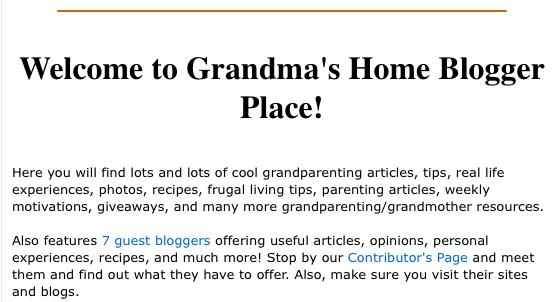 Welcome to Grandma's Home Blogger
Place!
Here you will find lots and lots of cool grandparenting articles, tips, real life
experiences, photos, recipes, frugal living tips, parenting articles, weekly
motivations, giveaways, and many more grandparenting/grandmother resources.
Also features 7 guest bloggers offering useful articles, opinions, personal
experiences, recipes, and much more! Stop by our Contributor's Page and meet
them and find out what they have to offer. Also, make sure you visit their sites
and blogs.